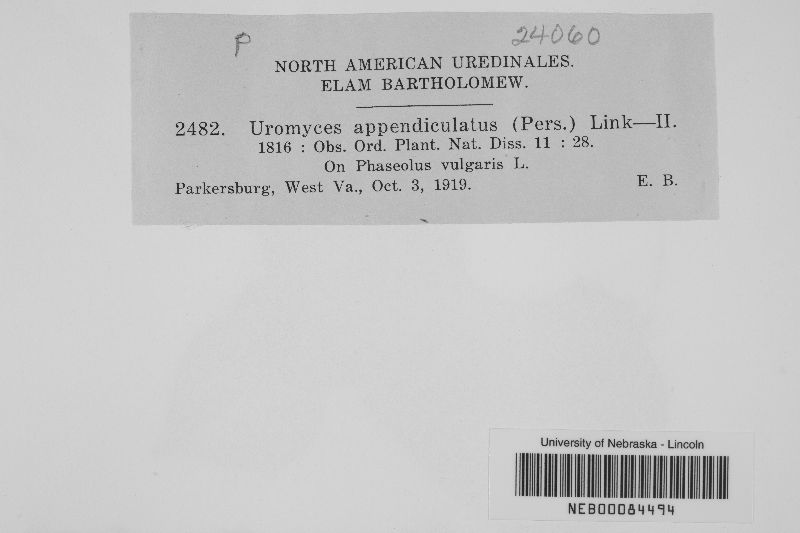 P 24060
NORTH AMERICAN UREDINALES.
ELAM BARTHOLOMEW.
2482. Uromyces appendiculatus (Pers.) Link—II.
1816 : Obs. Ord. Plant. Nat. Diss. 11 : 28.
On Phaseolus vulgaris L.
Parkersburg, West Va., Oct. 3, 1919. E. B.
University of Nebraska - Lincoln
NEB00084494